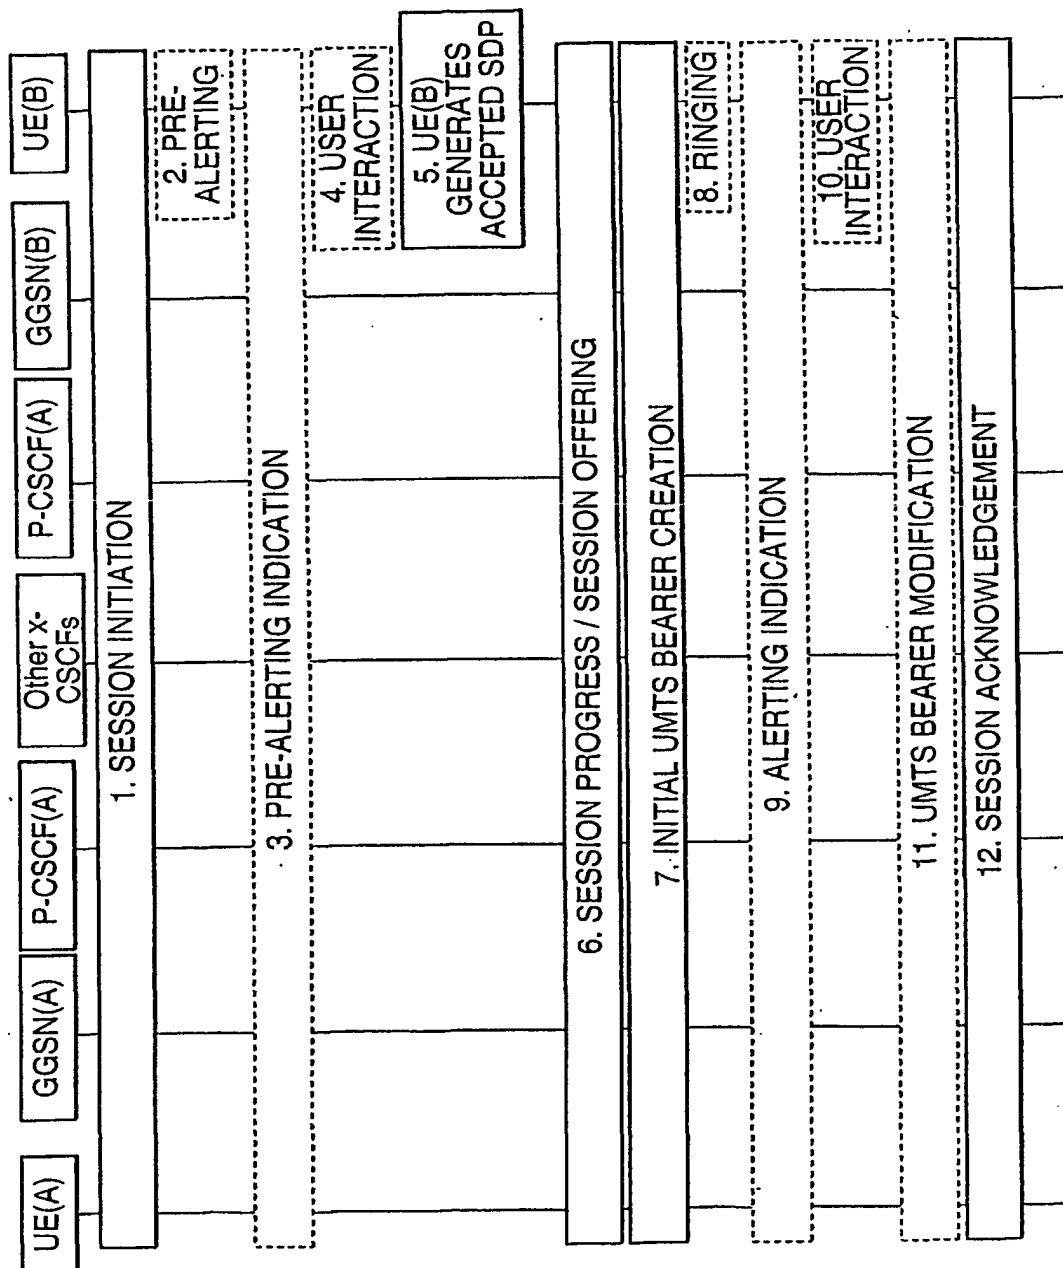 UE(A)
GGSN(A)
P-CSCF(A)
Other x-
CSCFs
P-CSCF(A)
GGSN(B)
UE(B)
1. SESSION INITIATION
2. PRE-
ALERTING
3. PRE-ALERTING INDICATION
4. USER
INTERACTION
5. UE(B)
GENERATES
ACCEPTED SDP
6. SESSION PROGRESS / SESSION OFFERING
7. INITIAL UMTS BEARER CREATION
8. RINGING
9. ALERTING INDICATION
10. USER
INTERACTION
11. UMTS BEARER MODIFICATION
12. SESSION ACKNOWLEDGEMENT